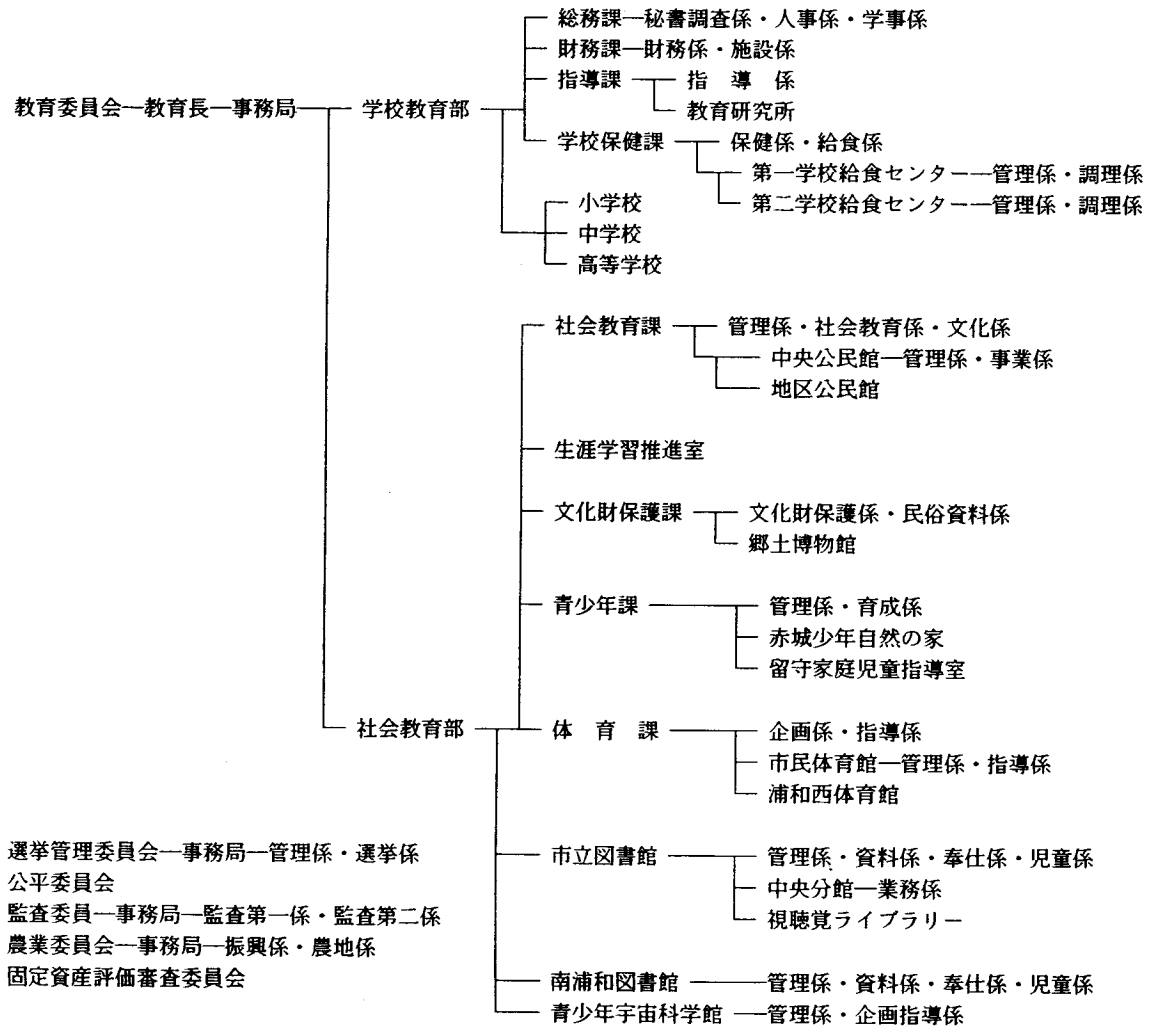 総務課―秘書調査係・人事係・学事係
財務課―財務係・施設係
指導課 指導係
教育委員会―教育長―事務局 学校教育部
教育研究所
学校保健課 保健係・給食係
第一学校給食センター―管理係・調理係
第二学校給食センター―管理係・調理係
小学校
中学校
高等学校
社会教育課 管理係・社会教育係・文化係
中央公民館―管理係・事業係
地区公民館
生涯学習推進室
文化財保護課 文化財保護係・民俗資料係
郷土博物館
青少年課 管理係・育成係
赤城少年自然の家
留守家庭児童指導室
社会教育部 体育課 企画係・指導係
市民体育館―管理係・指導係
浦和西体育館
市立図書館 管理係・資料係・奉仕係・児童係
中央分館―業務係
視聴覚ライブラリー
南浦和図書館 ―管理係・資料係・奉仕係・児童係
青少年宇宙科学館 ―管理係・企画指導係
選挙管理委員会―事務局―管理係・選挙係
公平委員会
監査委員―事務局―監査第一係・監査第二係
農業委員会―事務局―振興係・農地係
固定資産評価審査委員会